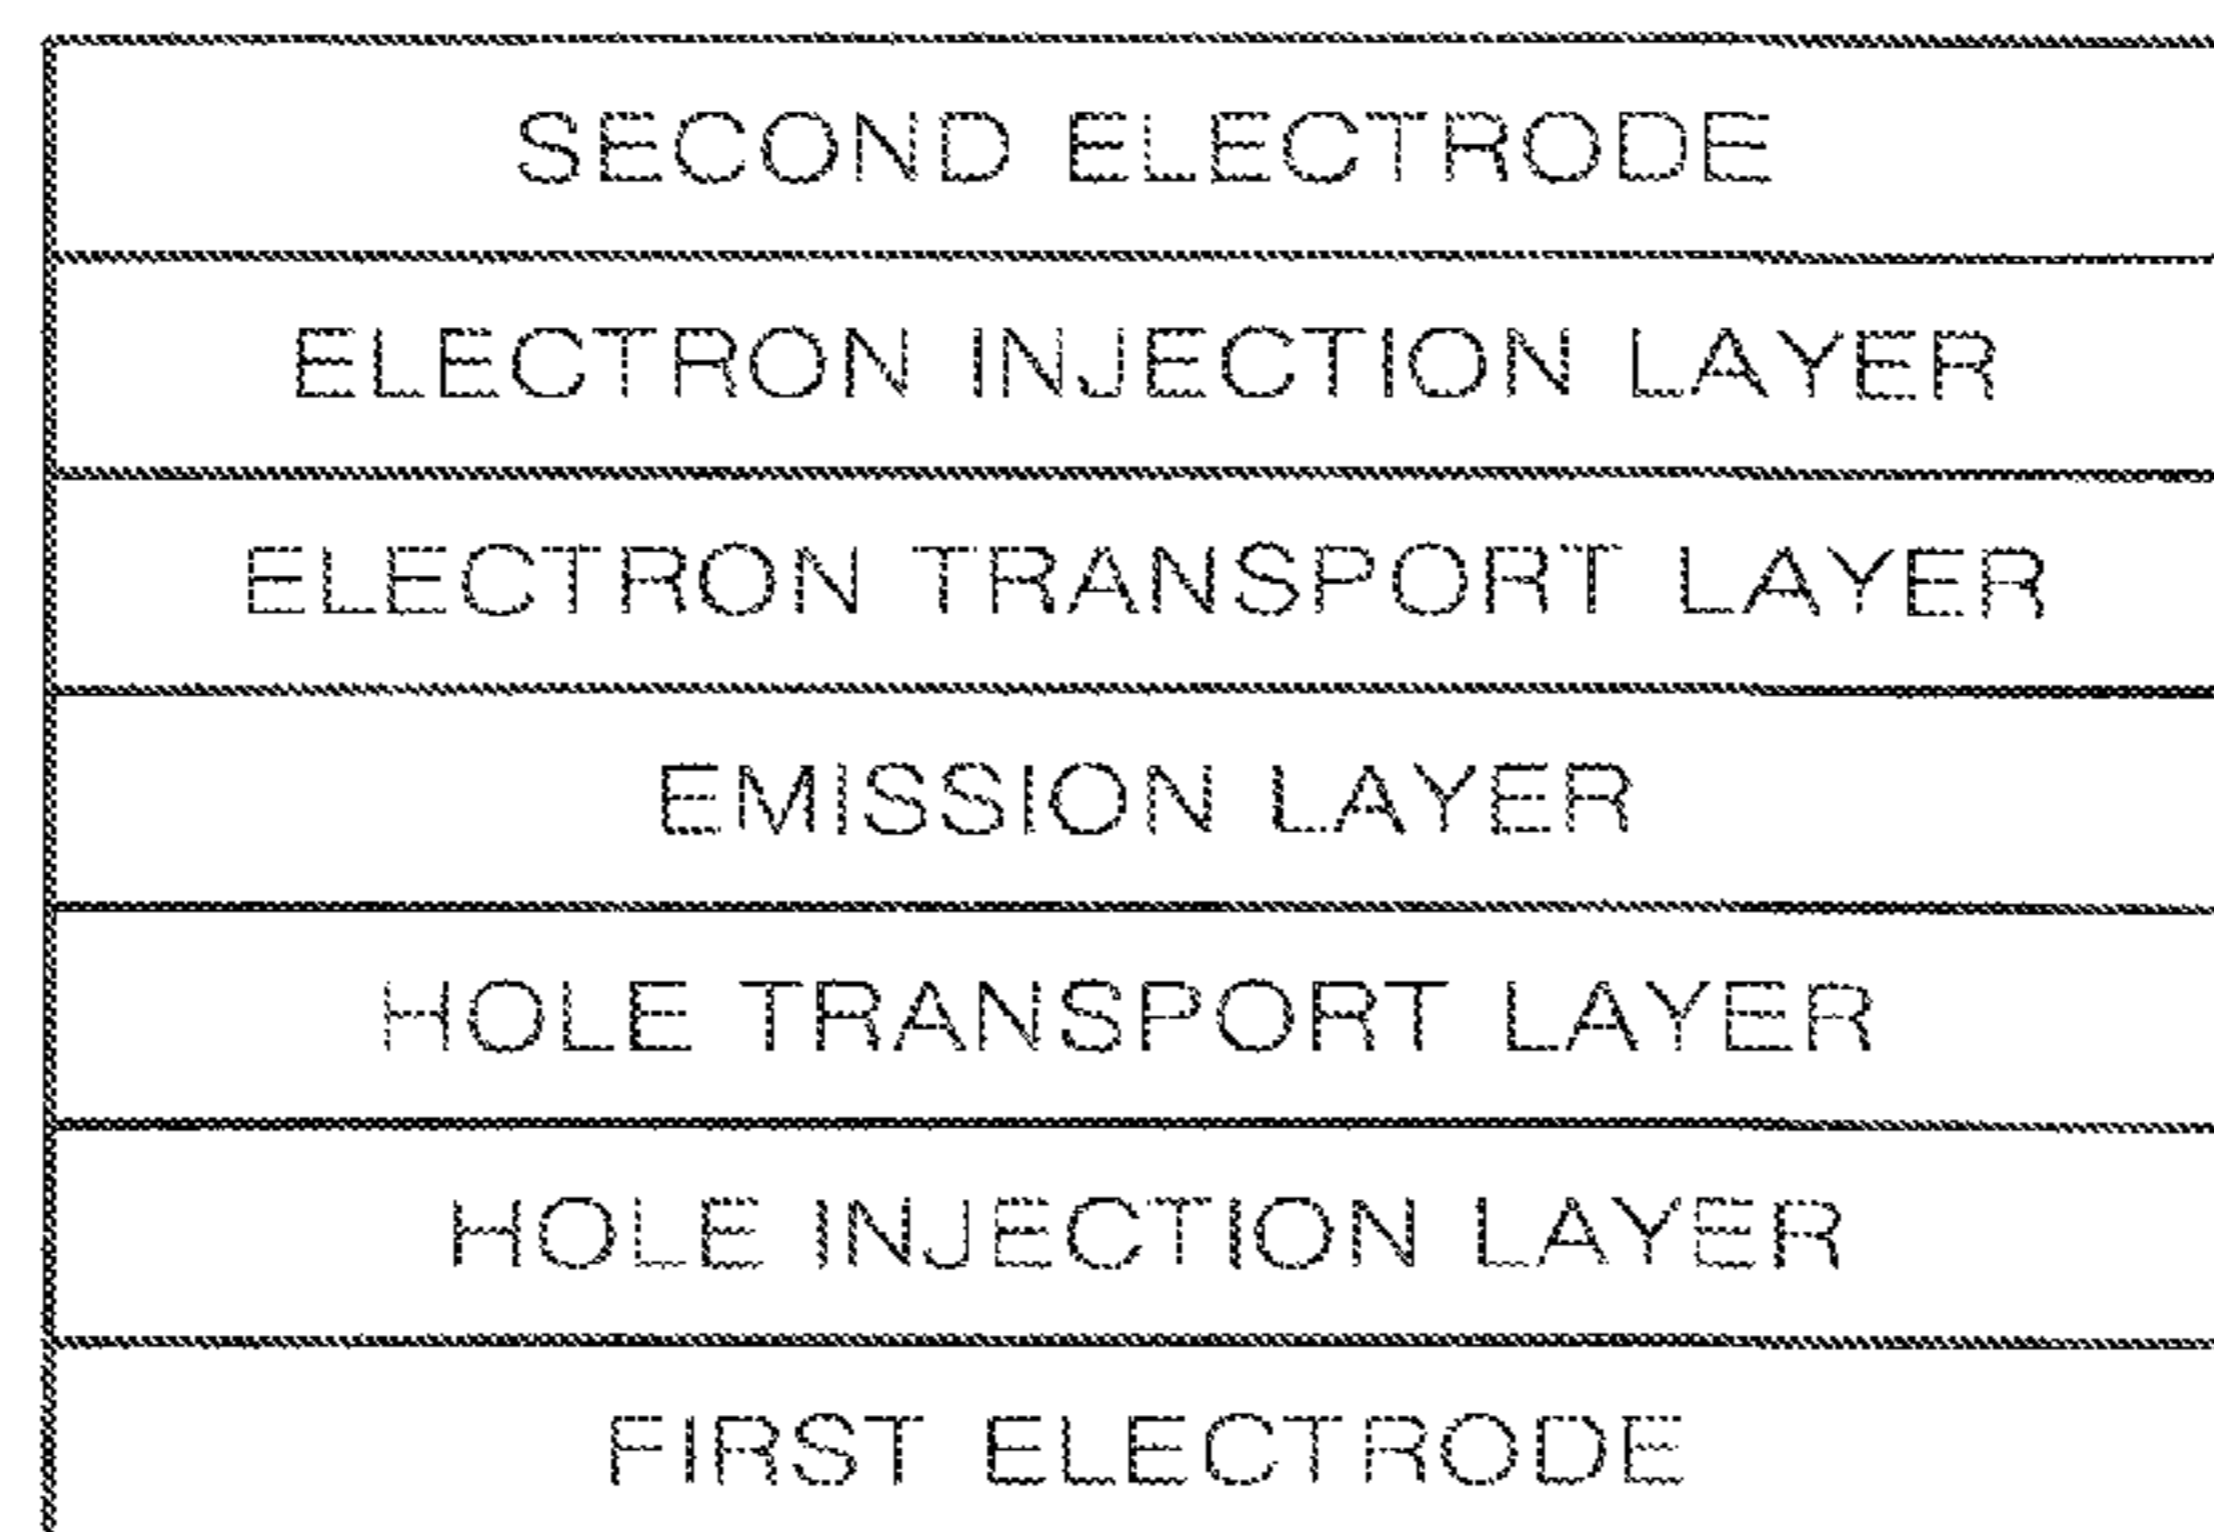 SECOND ELECTRODE
ELECTRON INJECTION LAYER
ELECTRON TRANSPORT LAYER
EMISSION LAYER
HOLE TRANSPORT LAYER
HOLE INJECTION LAYER
FIRST ELECTRODE